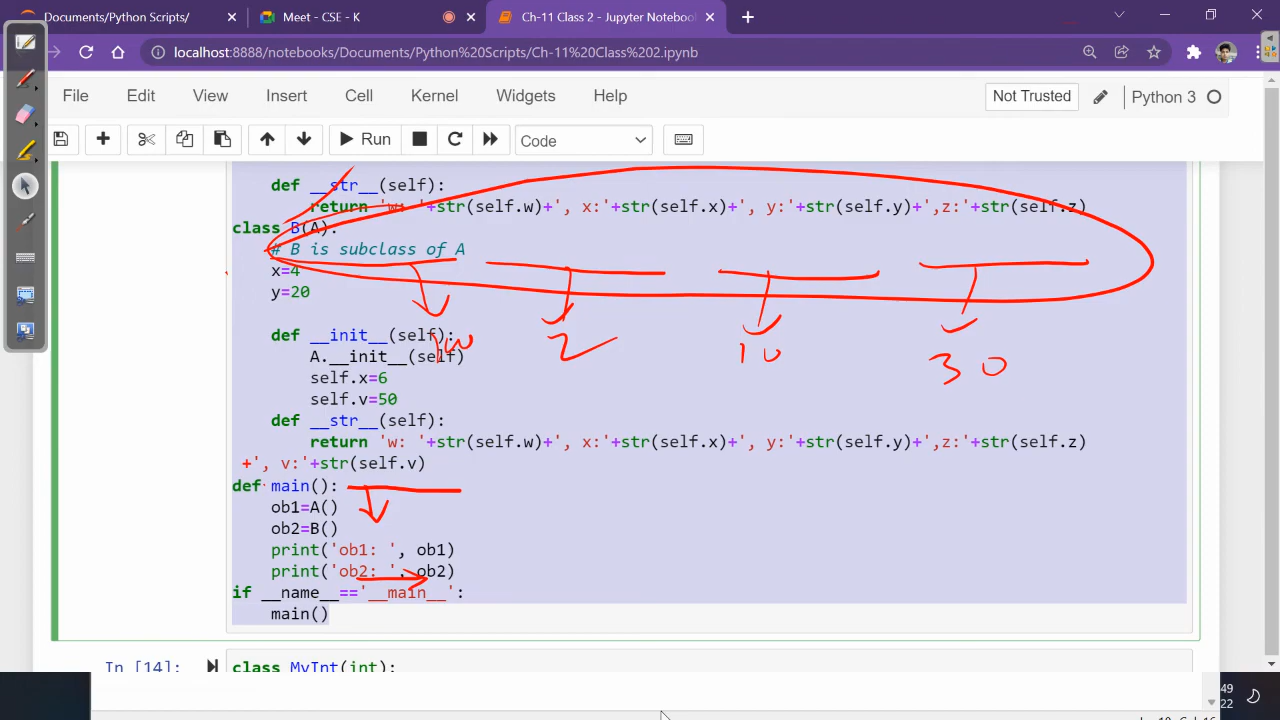 Documents/Python Scripts/
Meet - CSE - K
Ch-11 Class 2 - Jupyter Notebook
localhost:8888/notebooks/Documents/Python%20Scripts/Ch-11%20Class%202.ipynb
File Edit View Insert Cell Kernel Widgets Help Not Trusted Python 3
Run Code
def __str__(self):
return 'w: '+str(self.w)+', x:'+str(self.x)+', y:'+str(self.y)+',z:'+str(self.z)
class B(A):
# B is subclass of A
x=4
y=20
def __init__(self):
A.__init__(self)
self.x=6
self.v=50
def __str__(self):
return 'w: '+str(self.w)+', x:'+str(self.x)+', y:'+str(self.y)+',z:'+str(self.z)
+', v:'+str(self.v)
def main():
ob1=A()
ob2=B()
print('ob1: ', ob1)
print('ob2: ', ob2)
if __name__=='__main__':
main()
2
10
30
In [14]:
class MyInt(int):
49
22